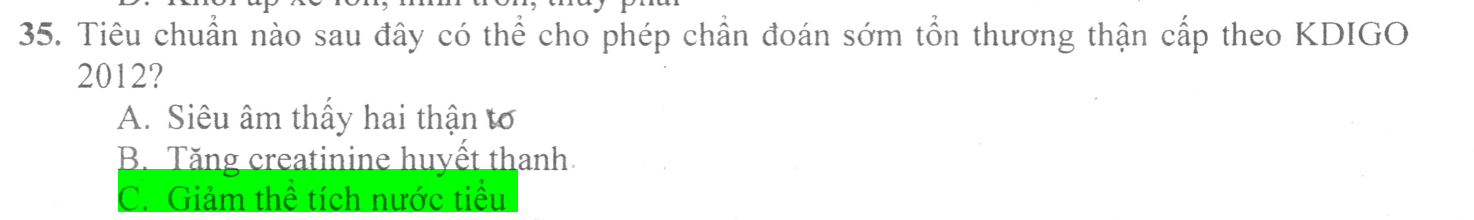 35. Tiêu chuẩn nào sau đây có thể cho phép chẩn đoán sớm tổn thương thận cấp theo KDIGO
2012?
A. Siêu âm thấy hai thận to
B. Tăng creatinine huyết thanh
C. Giảm thể tích nước tiểu